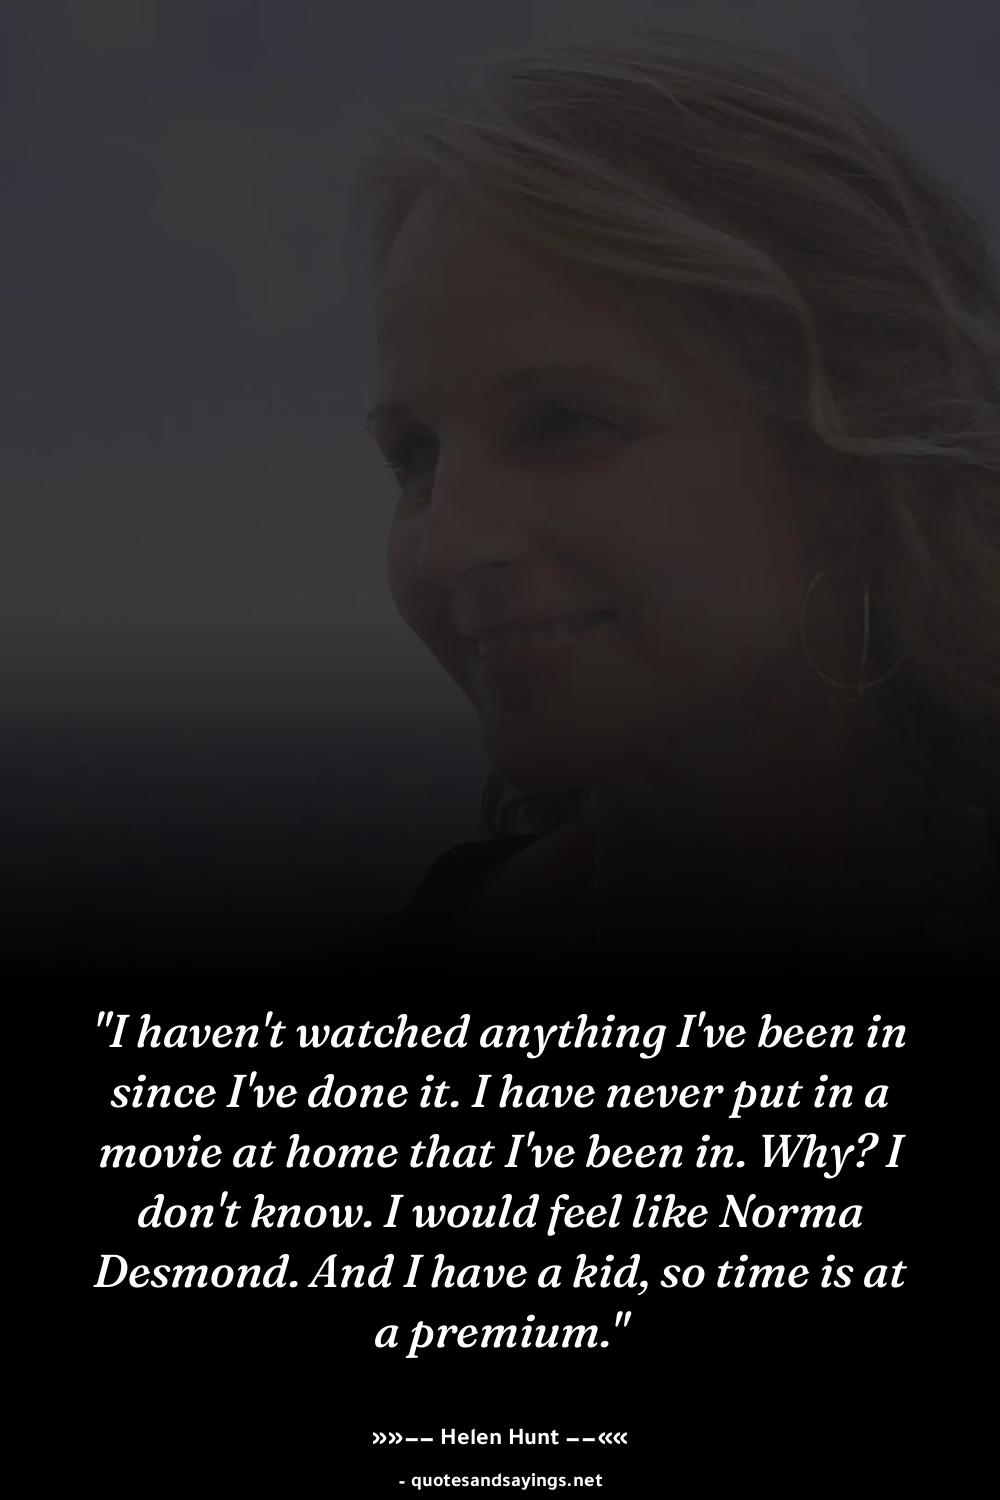 "I haven't watched anything I've been in
since I've done it. I have never put in a
movie at home that I've been in. Why? I
don't know. I would feel like Norma
Desmond. And I have a kid, so time is at
a premium."
»»-- Helen Hunt --««
- quotesandsayings.net